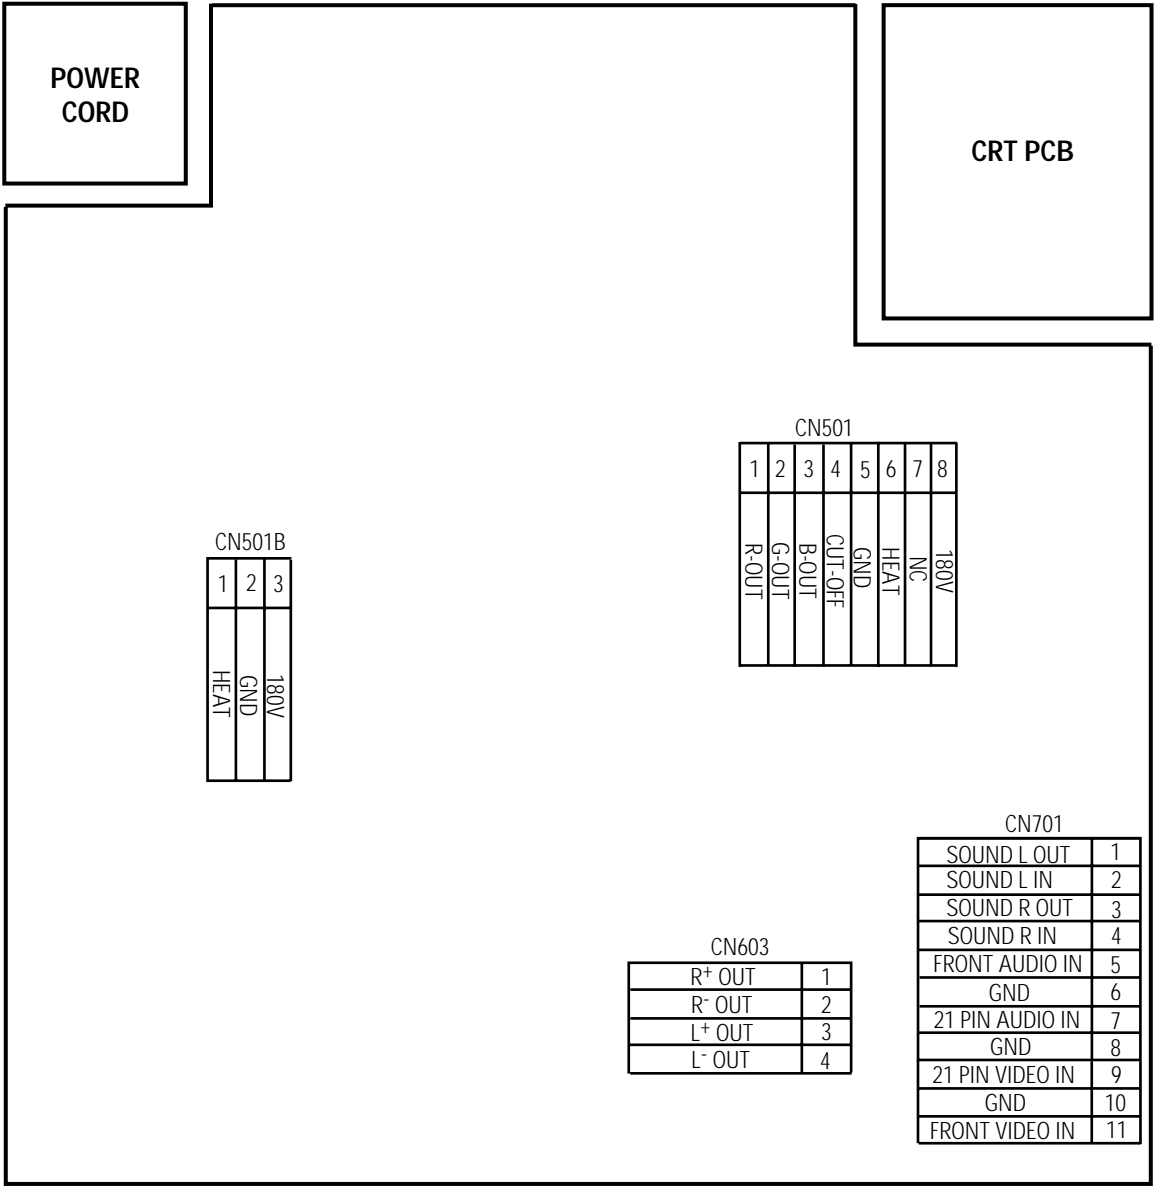 POWER
CORD
CRT PCB
CN501
1 2 3 4 5 6 7 8
R-OUT
G-OUT
B-OUT
CUT-OFF
GND
HEAT
NC
180V
CN501B
1 2 3
HEAT
GND
180V
CN701
SOUND L OUT 1
SOUND L IN 2
SOUND R OUT 3
SOUND R IN 4
FRONT AUDIO IN 5
GND 6
21 PIN AUDIO IN 7
GND 8
21 PIN VIDEO IN 9
GND 10
FRONT VIDEO IN 11
CN603
R+ OUT 1
R- OUT 2
L+ OUT 3
L- OUT 4